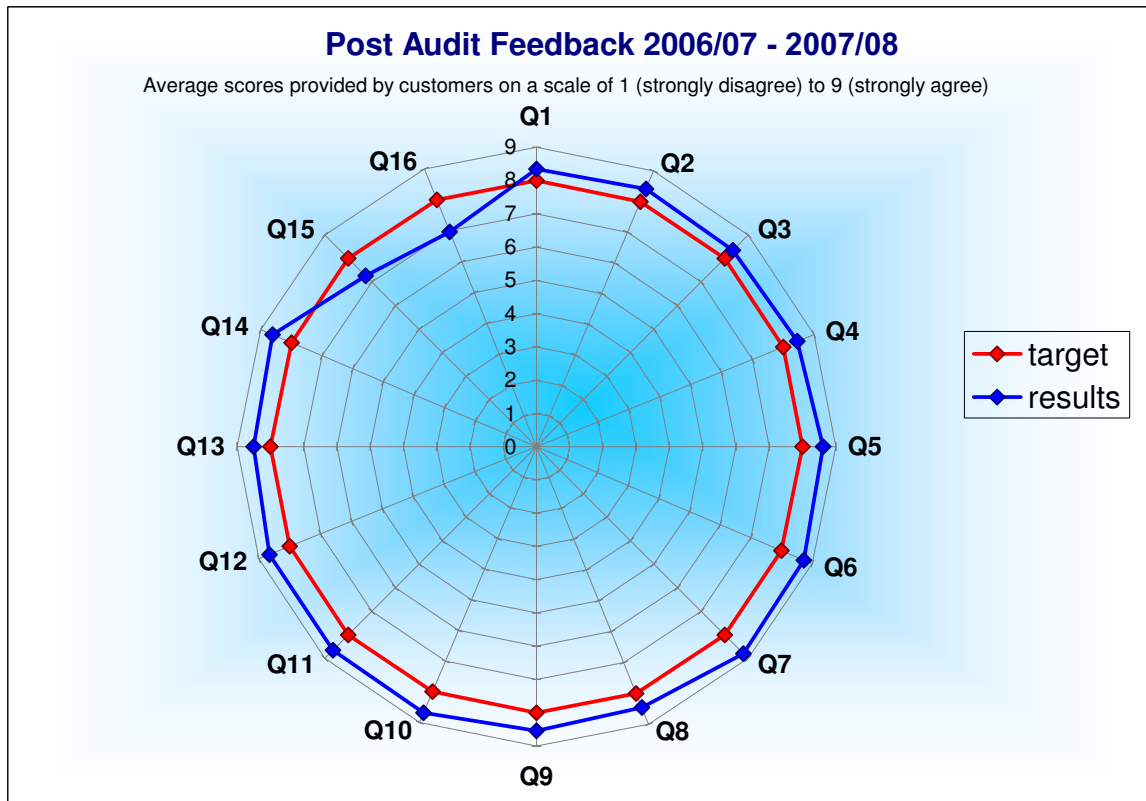 Post Audit Feedback 2006/07 - 2007/08
Average scores provided by customers on a scale of 1 (strongly disagree) to 9 (strongly agree)
Q1
Q2
Q3
Q4
Q5
Q6
Q7
Q8
Q9
Q10
Q11
Q12
Q13
Q14
Q15
Q16
9
8
7
6
5
4
3
2
1
0
target
results